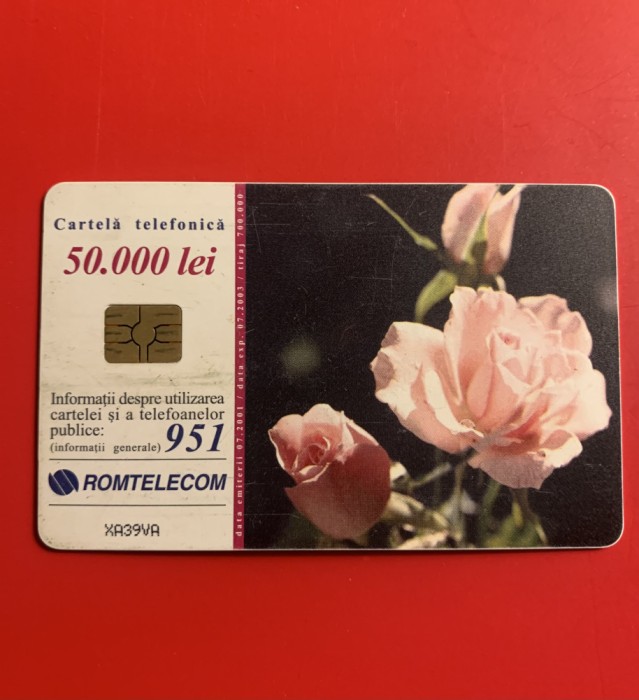 Cartelă telefonică
50.000 lei
Informații despre utilizarea
cartelei și a telefoanelor
publice:
(informații generale) 951
ROMTELECOM
XA39VA
data emiterii 07.2001 / data exp. 07.2003 / tiraj 700.000